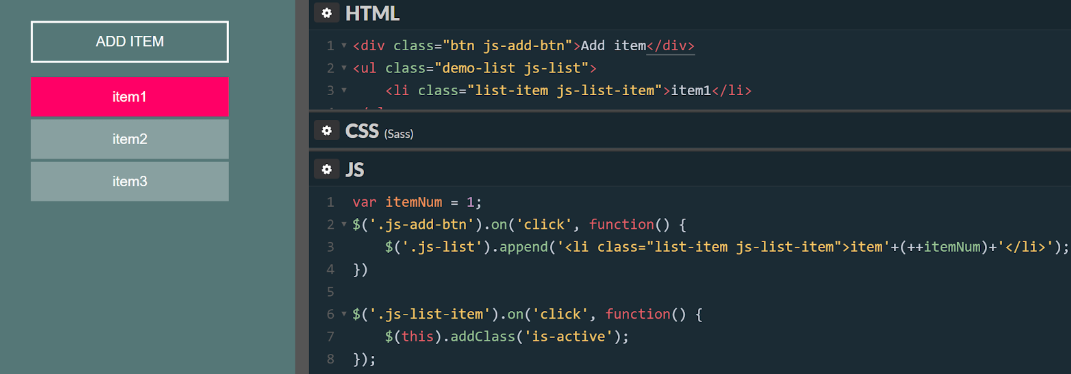 ADD ITEM
item1
item2
item3
HTML
1 <div class="btn js-add-btn">Add item</div>
2 <ul class="demo-list js-list">
3 <li class="list-item js-list-item">item1</li>
CSS (Sass)
JS
1 var itemNum = 1;
2 $('.js-add-btn').on('click', function() {
3 $('.js-list').append('<li class="list-item js-list-item">item'+(++itemNum)+'</li>');
4 })
5
6 $('.js-list-item').on('click', function() {
7 $(this).addClass('is-active');
8 });